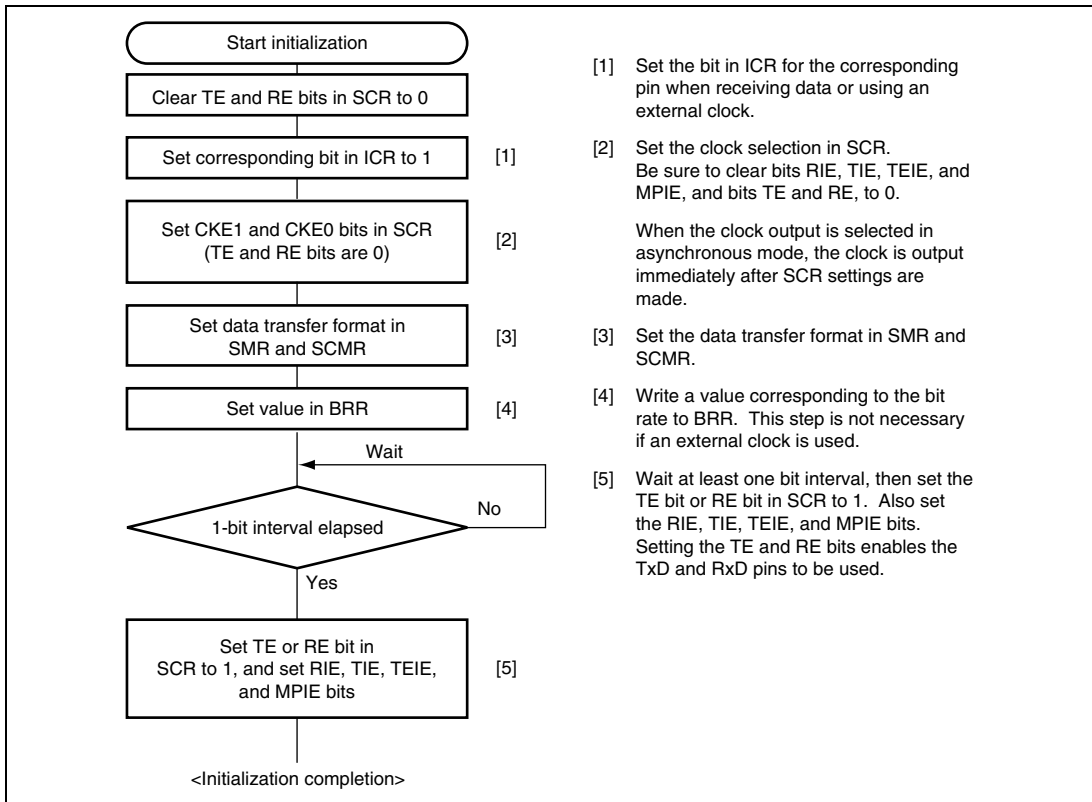 Start initialization
Clear TE and RE bits in SCR to 0
Set corresponding bit in ICR to 1
[1]
Set CKE1 and CKE0 bits in SCR
(TE and RE bits are 0)
[2]
Set data transfer format in
SMR and SCMR
[3]
Set value in BRR
[4]
Wait
1-bit interval elapsed
No
Yes
Set TE or RE bit in
SCR to 1, and set RIE, TIE, TEIE,
and MPIE bits
[5]
<Initialization completion>
[1] Set the bit in ICR for the corresponding
pin when receiving data or using an
external clock.
[2] Set the clock selection in SCR.
Be sure to clear bits RIE, TIE, TEIE, and
MPIE, and bits TE and RE, to 0.
When the clock output is selected in
asynchronous mode, the clock is output
immediately after SCR settings are
made.
[3] Set the data transfer format in SMR and
SCMR.
[4] Write a value corresponding to the bit
rate to BRR. This step is not necessary
if an external clock is used.
[5] Wait at least one bit interval, then set the
TE bit or RE bit in SCR to 1. Also set
the RIE, TIE, TEIE, and MPIE bits.
Setting the TE and RE bits enables the
TxD and RxD pins to be used.